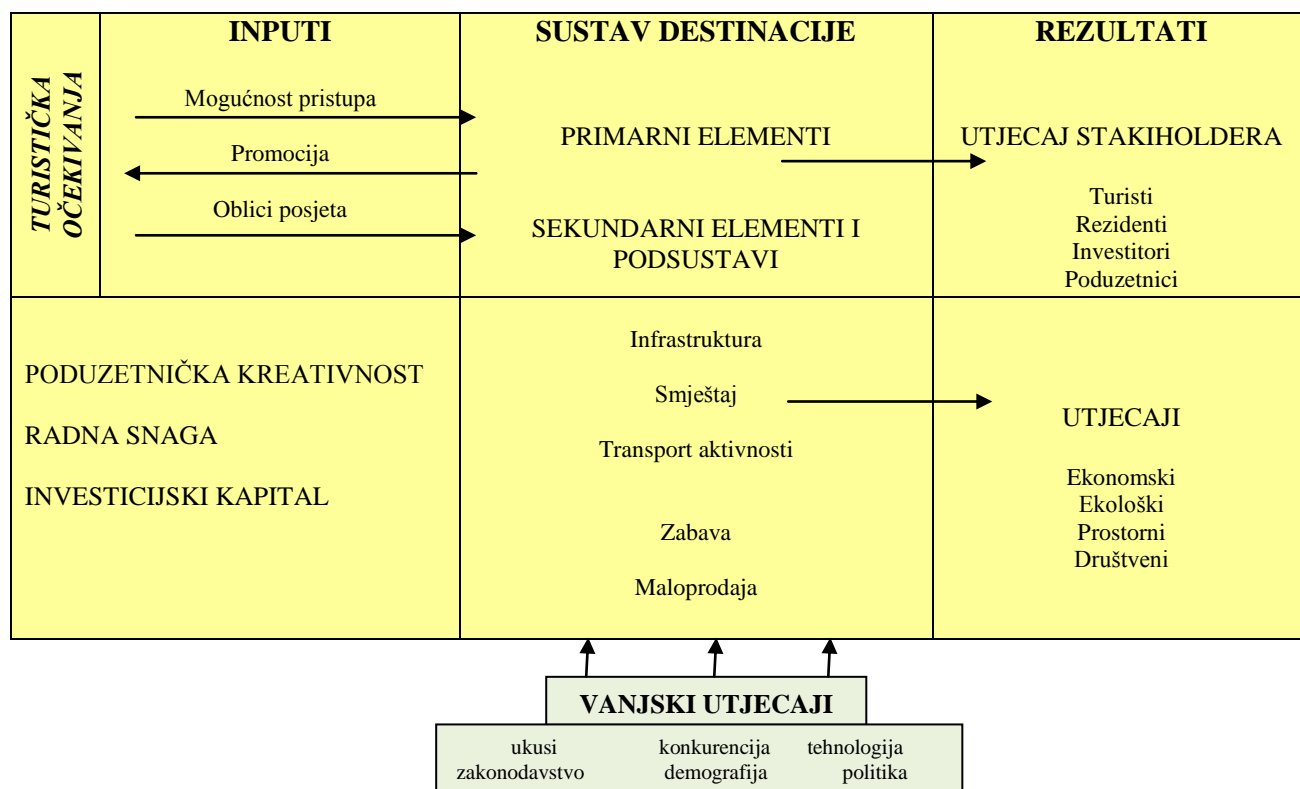 INPUTI
SUSTAV DESTINACIJE
REZULTATI
TURISTIČKA
OČEKIVANJA
Mogućnost pristupa
Promocija
Oblici posjeta
PRIMARNI ELEMENTI
SEKUNDARNI ELEMENTI I
PODSUSTAVI
UTJECAJ STAKIHOLDERA
Turisti
Rezidenti
Investitori
Poduzetnici
PODUZETNIČKA KREATIVNOST
RADNA SNAGA
INVESTICIJSKI KAPITAL
Infrastruktura
Smještaj
Transport aktivnosti
Zabava
Maloprodaja
UTJECAJI
Ekonomski
Ekološki
Prostorni
Društveni
VANJSKI UTJECAJI
ukusi konkurencija tehnologija
zakonodavstvo demografija politika